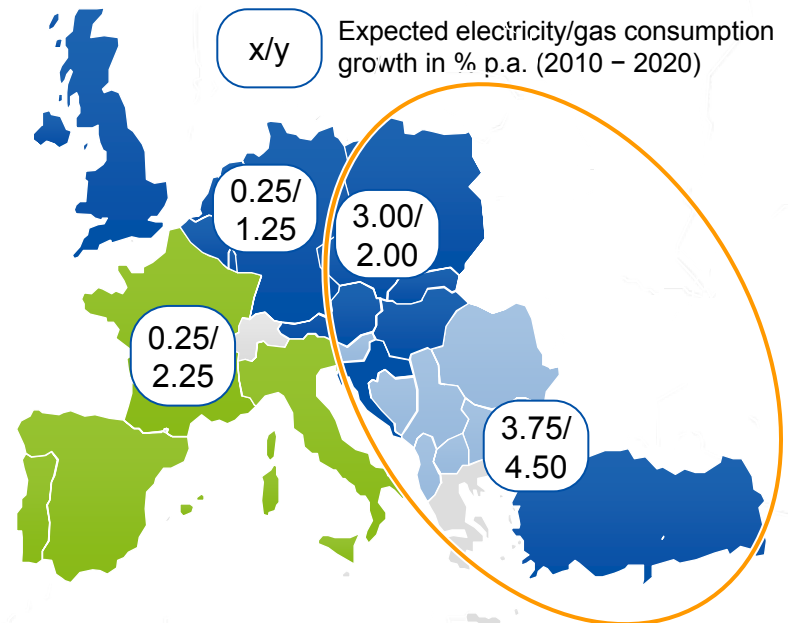 x/y
Expected electricity/gas consumption
growth in % p.a. (2010 − 2020)
0.25/
1.25
3.00/
2.00
0.25/
2.25
3.75/
4.50